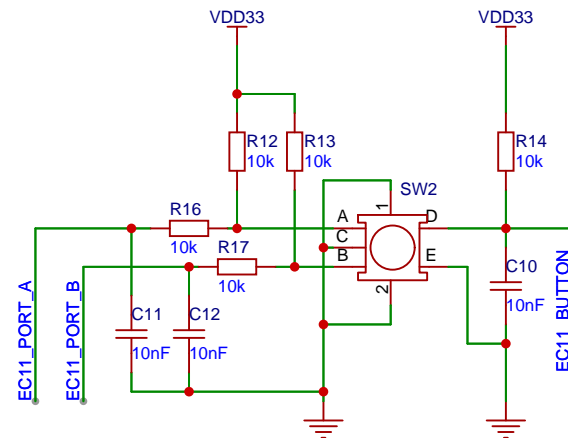 VDD33
VDD33
R12
10k
R13
10k
R14
10k
SW2
R16
10k
R17
10k
1
A
C
B
D
E
2
C11
10nF
C12
10nF
C10
10nF
EC11_PORT_A
EC11_PORT_B
EC11_BUTTON